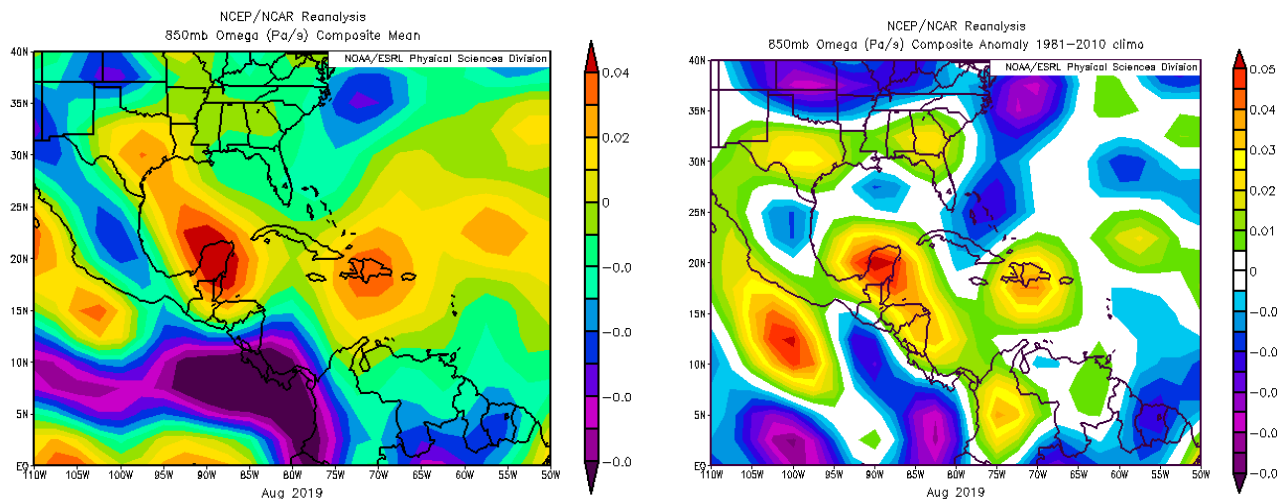 NCEP/NCAR Reanalysis
850mb Omega (Pa/s) Composite Mean
NOAA/ESRL Physical Sciences Division
40N
35N
30N
25N
20N
15N
10N
5N
EQ
110W 105W 100W 95W 90W 85W 80W 75W 70W 65W 60W 55W 50W
Aug 2019
0.04
0.02
0
-0.0
-0.0
-0.0
-0.0
NCEP/NCAR Reanalysis
850mb Omega (Pa/s) Composite Anomaly 1981-2010 climo
NOAA/ESRL Physical Sciences Division
40N
35N
30N
25N
20N
15N
10N
5N
EQ
110W 105W 100W 95W 90W 85W 80W 75W 70W 65W 60W 55W 50W
Aug 2019
0.05
0.04
0.03
0.02
0.01
0
-0.0
-0.0
-0.0
-0.0
-0.0